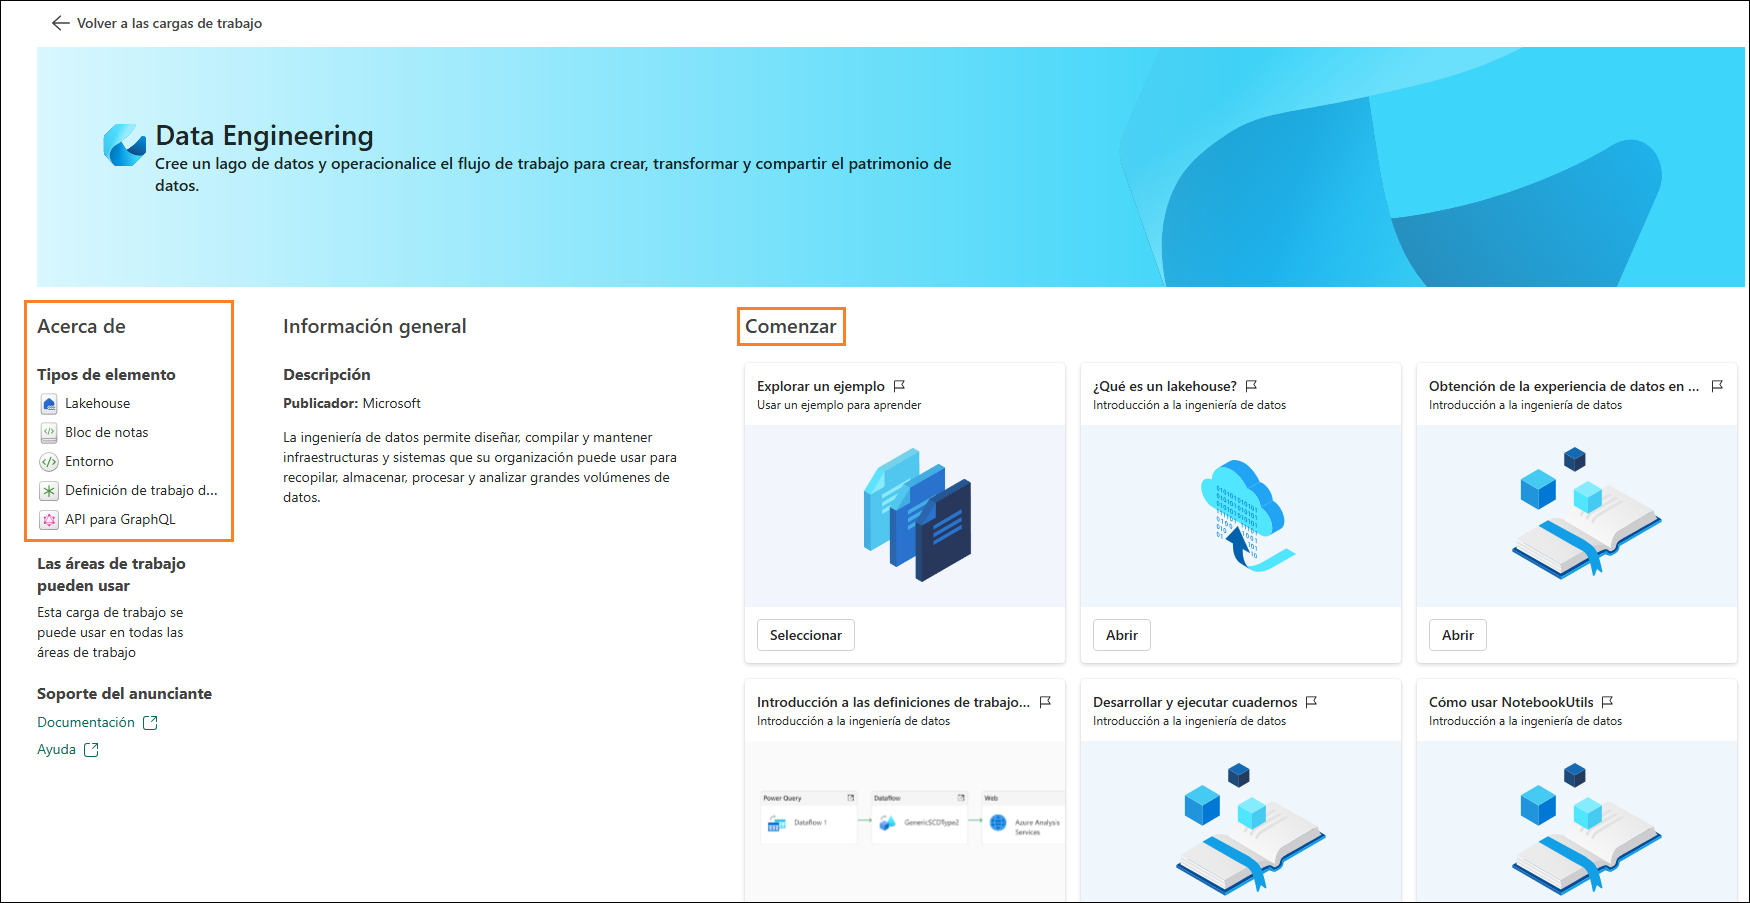 Volver a las cargas de trabajo
Data Engineering
Cree un lago de datos y operacionalice el flujo de trabajo para crear, transformar y compartir el patrimonio de
datos.
Acerca de
Tipos de elemento
Lakehouse
Bloc de notas
Entorno
Definición de trabajo d...
API para GraphQL
Las áreas de trabajo
pueden usar
Esta carga de trabajo se
puede usar en todas las
áreas de trabajo
Soporte del anunciante
Documentación
Ayuda
Información general
Descripción
Publicador: Microsoft
La ingeniería de datos permite diseñar, compilar y mantener
infraestructuras y sistemas que su organización puede usar para
recopilar, almacenar, procesar y analizar grandes volúmenes de
datos.
Comenzar
Explorar un ejemplo
Usar un ejemplo para aprender
Seleccionar
¿Qué es un lakehouse?
Introducción a la ingeniería de datos
Abrir
Obtención de la experiencia de datos en ...
Introducción a la ingeniería de datos
Abrir
Introducción a las definiciones de trabajo...
Introducción a la ingeniería de datos
Power Query
Dataflow 1
Dataflow
GenericSCDType2
Web
Azure Analysis
Services
Desarrollar y ejecutar cuadernos
Introducción a la ingeniería de datos
Cómo usar NotebookUtils
Introducción a la ingeniería de datos